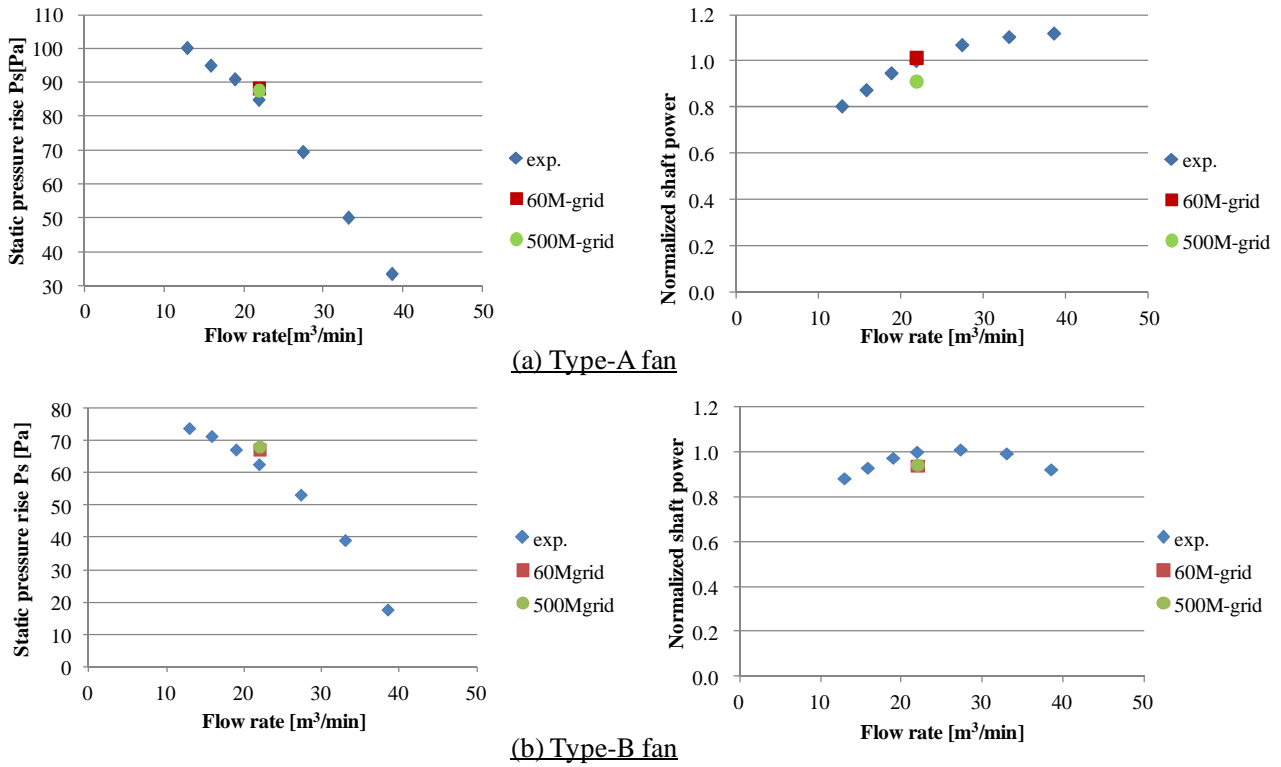 110
100
90
80
70
60
50
40
30
0
10
20
30
40
50
Static pressure rise Ps[Pa]
Flow rate[m³/min]
exp.
60M-grid
500M-grid
1.2
1.0
0.8
0.6
0.4
0.2
0.0
0
10
20
30
40
50
Normalized shaft power
Flow rate [m³/min]
exp.
60M-grid
500M-grid
(a) Type-A fan
80
70
60
50
40
30
20
10
0
0
10
20
30
40
50
Static pressure rise Ps [Pa]
Flow rate [m³/min]
exp.
60Mgrid
500Mgrid
1.2
1.0
0.8
0.6
0.4
0.2
0.0
0
10
20
30
40
50
Normalized shaft power
Flow rate [m³/min]
exp.
60M-grid
500M-grid
(b) Type-B fan